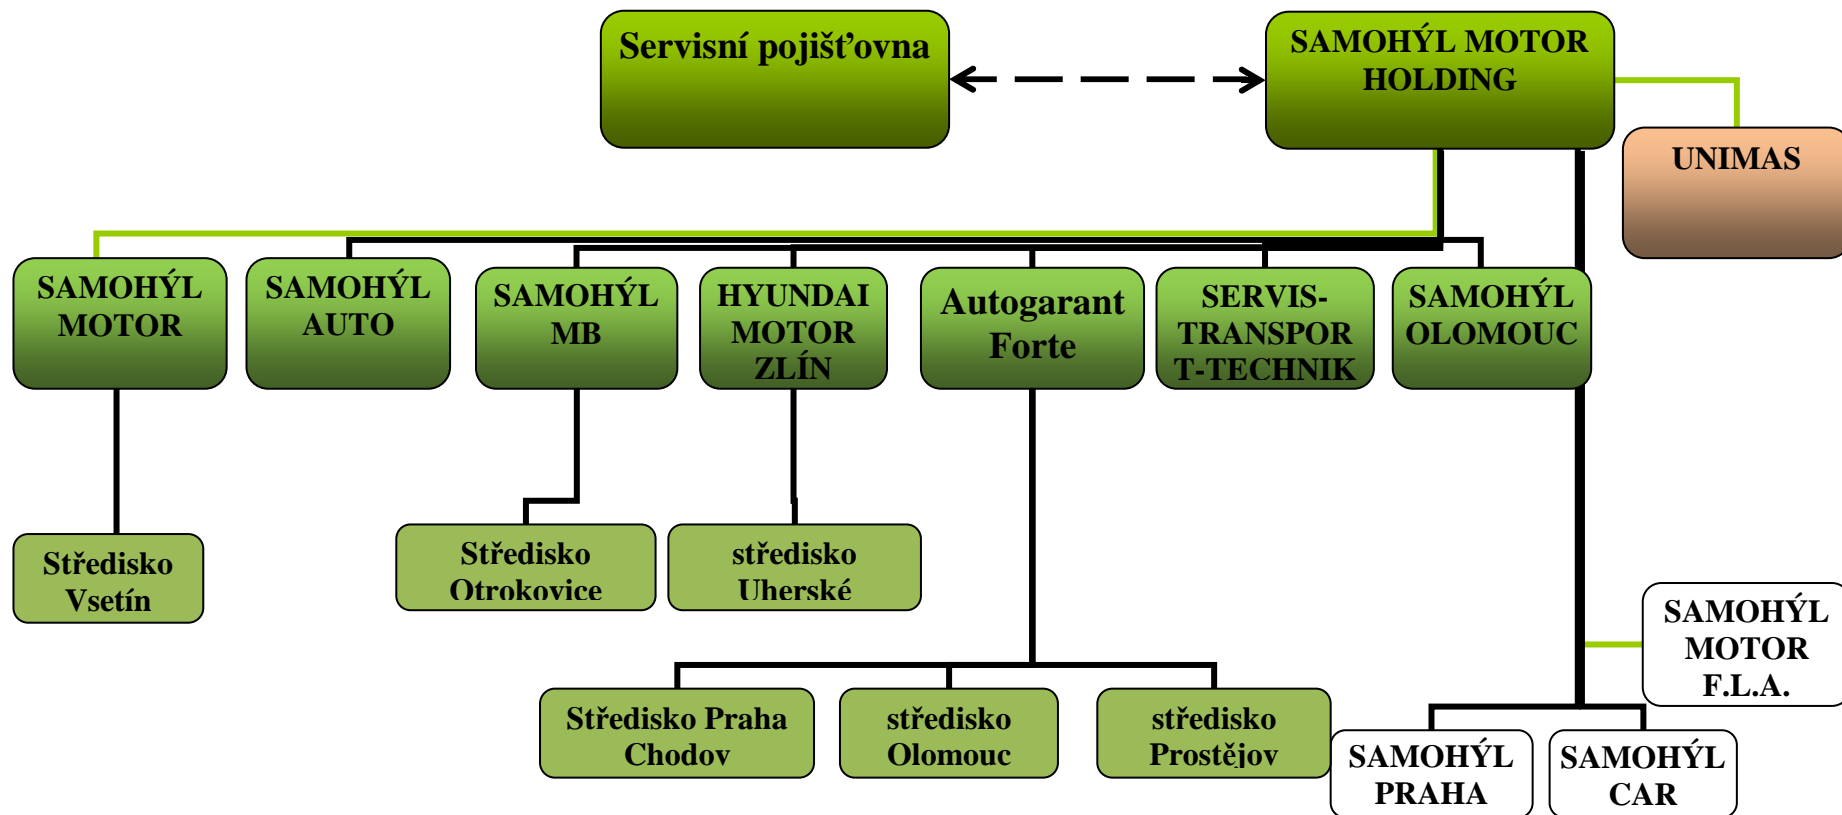 Servisní pojišťovna
SAMOHÝL MOTOR
HOLDING
UNIMAS
SAMOHÝL
MOTOR
SAMOHÝL
AUTO
SAMOHÝL
MB
HYUNDAI
MOTOR
ZLÍN
Autogarant
Forte
SERVIS-
TRANSPOR
T-TECHNIK
SAMOHÝL
OLOMOUC
Středisko
Vsetín
Středisko
Otrokovice
středisko
Uherské
SAMOHÝL
MOTOR
F.L.A.
Středisko Praha
Chodov
středisko
Olomouc
středisko
Prostějov
SAMOHÝL
PRAHA
SAMOHÝL
CAR